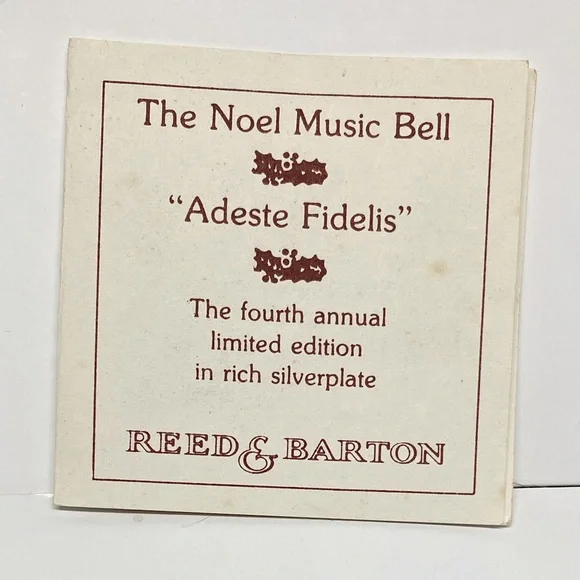 The Noel Music Bell
“Adeste Fidelis”
The fourth annual
limited edition
in rich silverplate
REED & BARTON